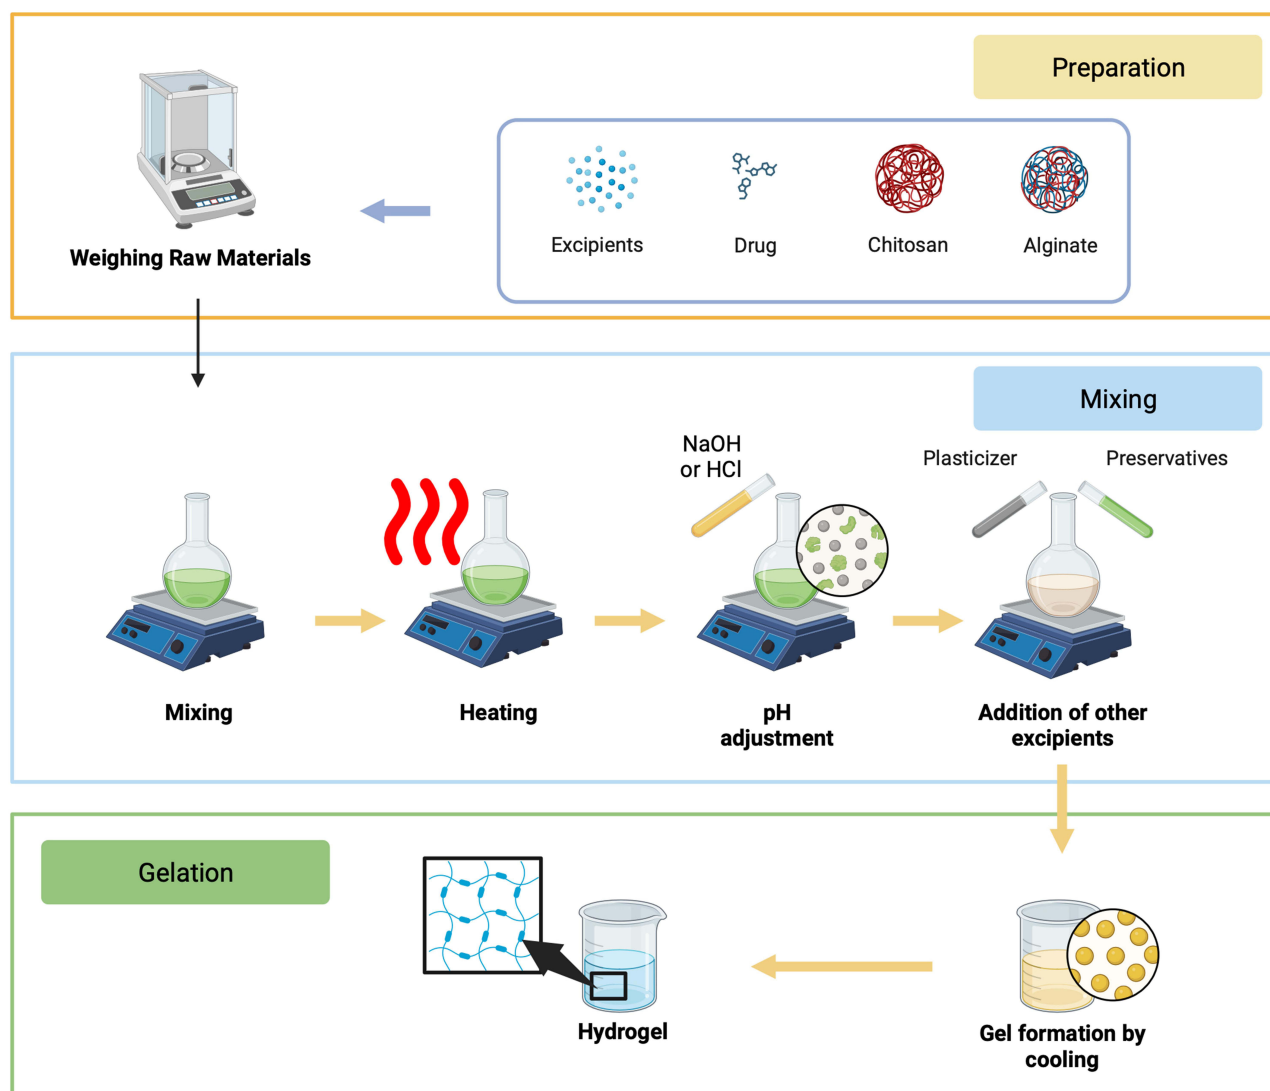 Preparation
Excipients
Drug
Chitosan
Alginate
Weighing Raw Materials
Mixing
NaOH
or HCl
Plasticizer
Preservatives
Mixing
Heating
pH
adjustment
Addition of other
excipients
Gelation
Hydrogel
Gel formation by
cooling